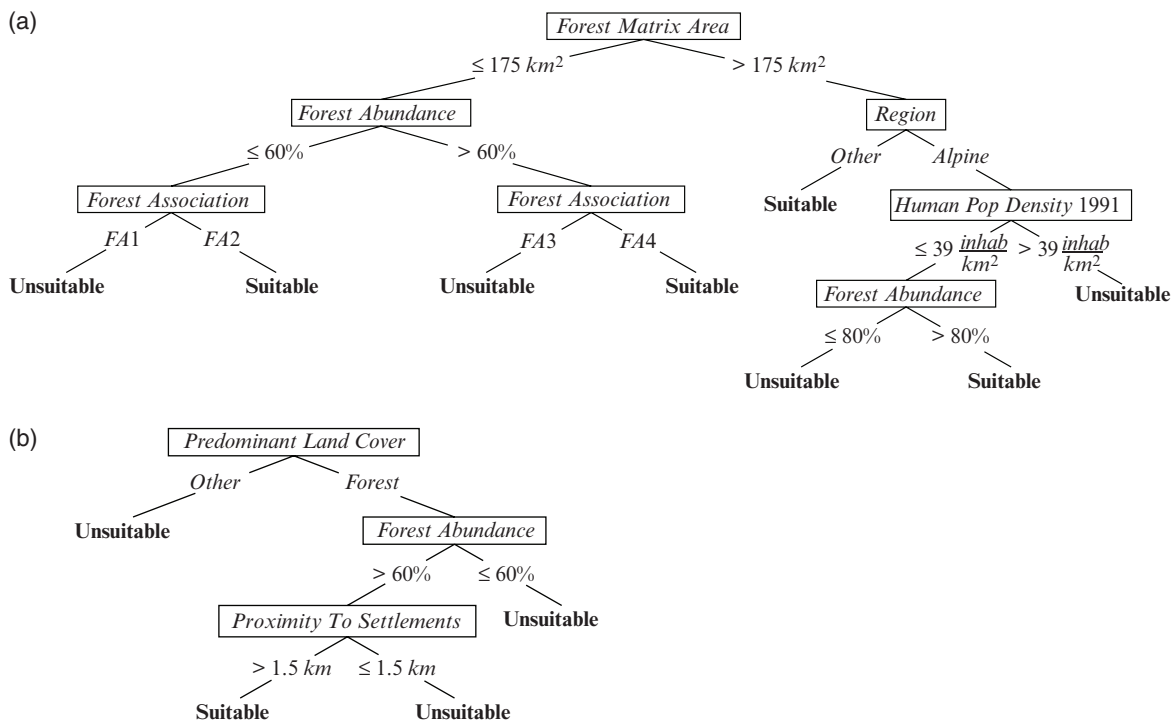 (a)
Forest Matrix Area
≤ 175 km² > 175 km²
Forest Abundance Region
≤ 60% > 60% Other Alpine
Forest Association Forest Association Suitable Human Pop Density 1991
FA1 FA2 FA3 FA4 ≤ 39 inhab/km² > 39 inhab/km²
Unsuitable Suitable Unsuitable Suitable Forest Abundance Unsuitable
≤ 80% > 80%
Unsuitable Suitable
(b)
Predominant Land Cover
Other Forest
Unsuitable Forest Abundance
> 60% ≤ 60%
Proximity To Settlements Unsuitable
> 1.5 km ≤ 1.5 km
Suitable Unsuitable